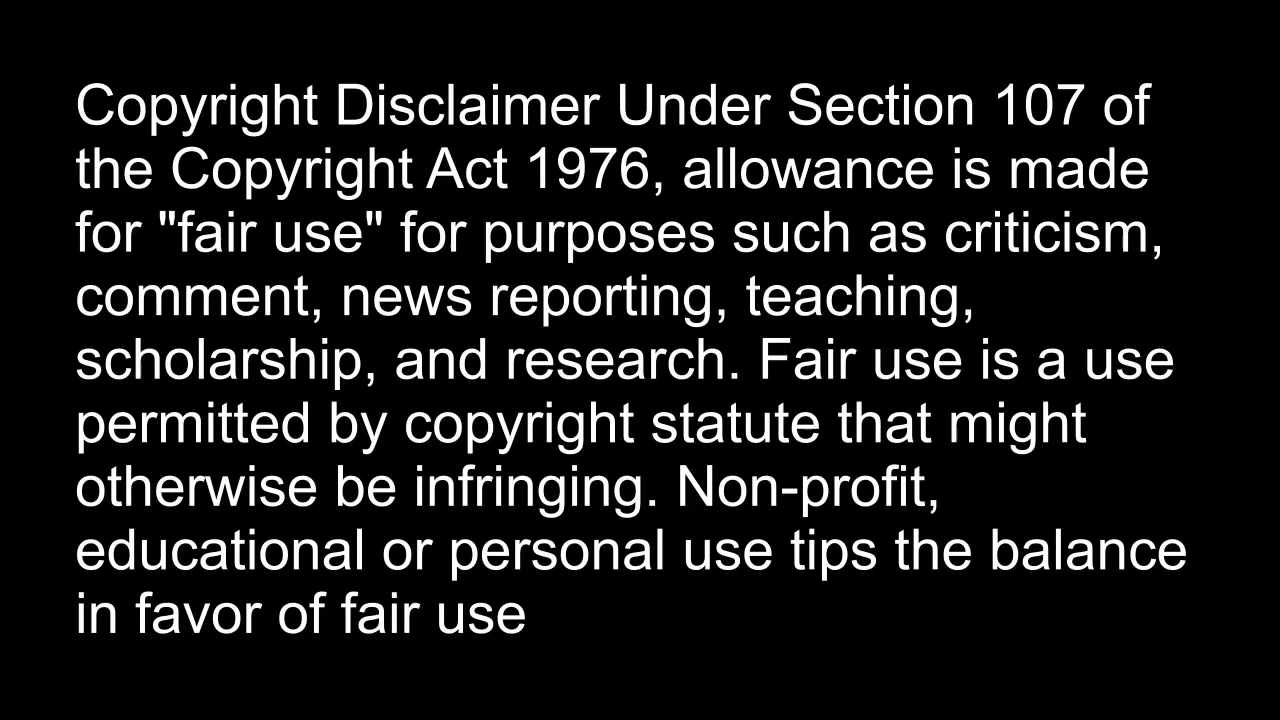 Copyright Disclaimer Under Section 107 of
the Copyright Act 1976, allowance is made
for "fair use" for purposes such as criticism,
comment, news reporting, teaching,
scholarship, and research. Fair use is a use
permitted by copyright statute that might
otherwise be infringing. Non-profit,
educational or personal use tips the balance
in favor of fair use